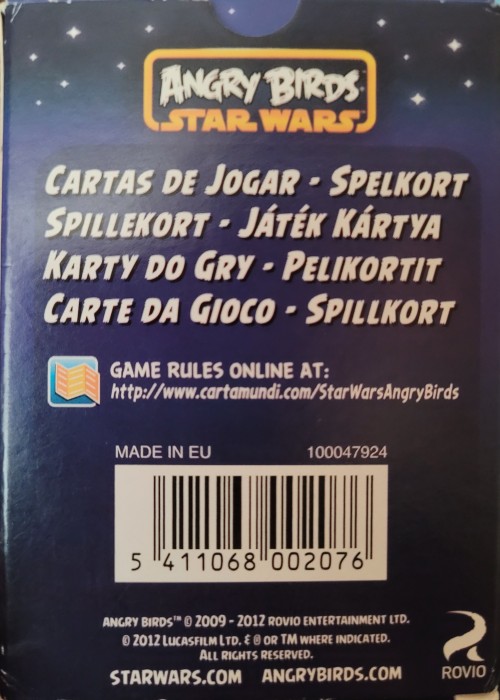 ANGRY BIRDS
STAR WARS
CARTAS DE JOGAR - SPELKORT
SPILLEKORT - JÁTÉK KÁRTYA
KARTY DO GRY - PELIKORTIT
CARTE DA GIOCO - SPILLKORT
GAME RULES ONLINE AT:
http://www.cartamundi.com/StarWarsAngryBirds
MADE IN EU 100047924
5 411068 002076
ANGRY BIRDS™ © 2009 - 2012 ROVIO ENTERTAINMENT LTD.
© 2012 LUCASFILM LTD. & ® OR TM WHERE INDICATED.
ALL RIGHTS RESERVED.
STARWARS.COM ANGRYBIRDS.COM
ROVIO